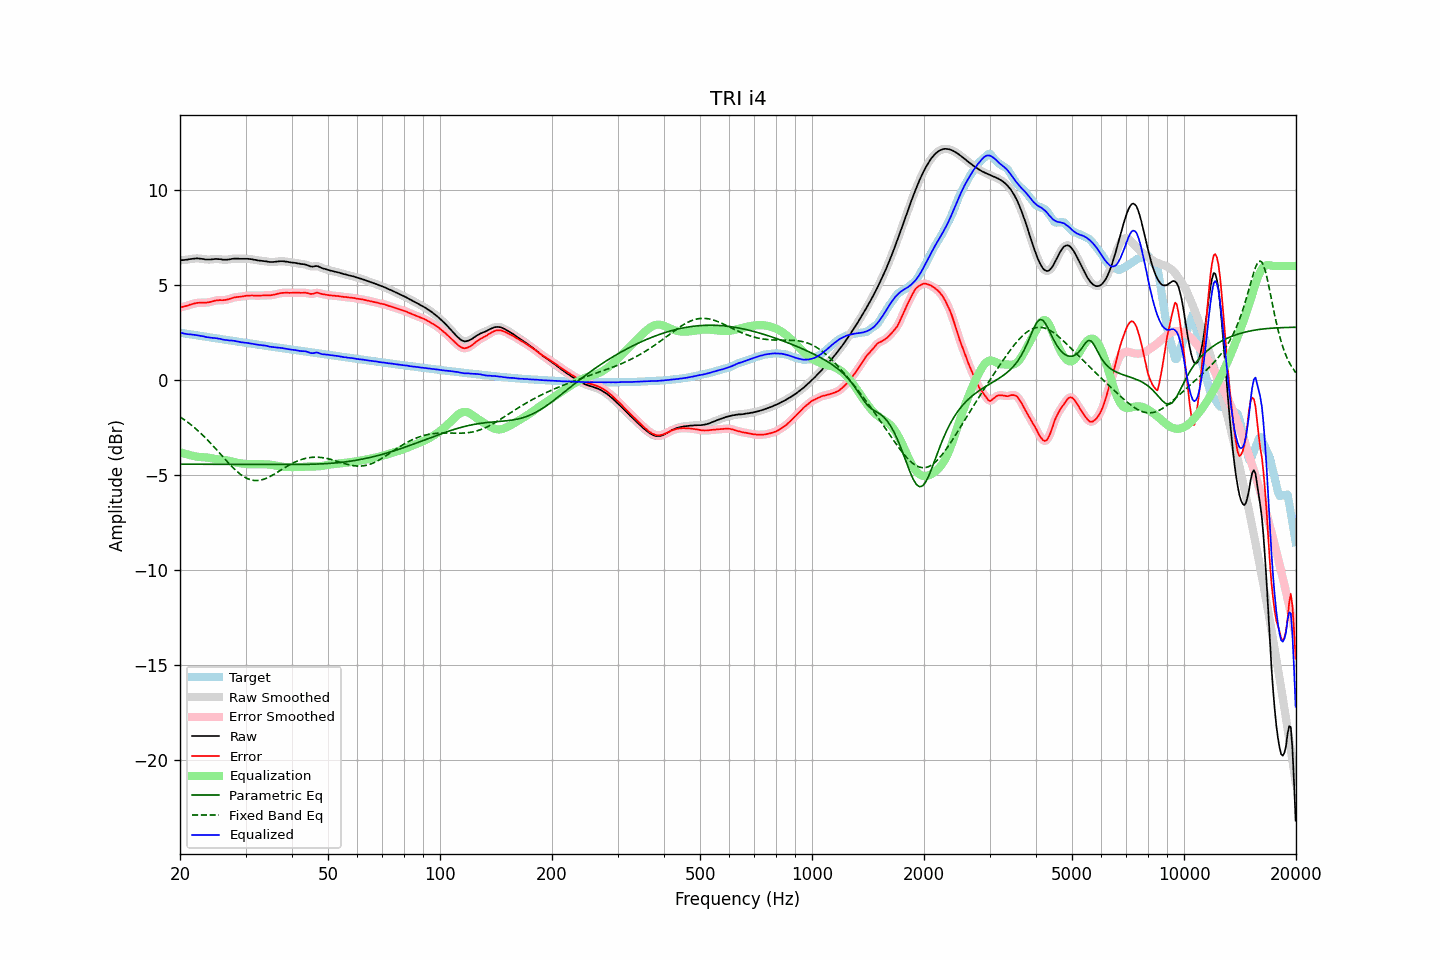 TRI i4
Amplitude (dBr)
10
5
0
−5
−10
−15
−20
Target
Raw Smoothed
Error Smoothed
Raw
Error
Equalization
Parametric Eq
Fixed Band Eq
Equalized
20 50 100 200 500 1000 2000 5000 10000 20000
Frequency (Hz)